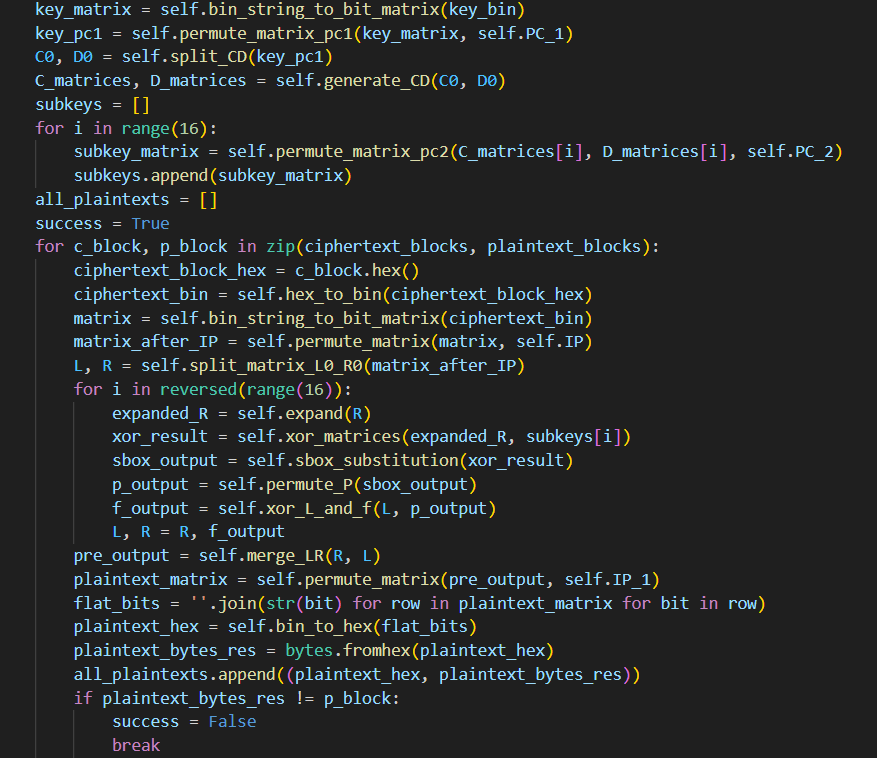 key_matrix = self.bin_string_to_bit_matrix(key_bin)
key_pc1 = self.permute_matrix_pc1(key_matrix, self.PC_1)
C0, D0 = self.split_CD(key_pc1)
C_matrices, D_matrices = self.generate_CD(C0, D0)
subkeys = []
for i in range(16):
    subkey_matrix = self.permute_matrix_pc2(C_matrices[i], D_matrices[i], self.PC_2)
    subkeys.append(subkey_matrix)
all_plaintexts = []
success = True
for c_block, p_block in zip(ciphertext_blocks, plaintext_blocks):
    ciphertext_block_hex = c_block.hex()
    ciphertext_bin = self.hex_to_bin(ciphertext_block_hex)
    matrix = self.bin_string_to_bit_matrix(ciphertext_bin)
    matrix_after_IP = self.permute_matrix(matrix, self.IP)
    L, R = self.split_matrix_L0_R0(matrix_after_IP)
    for i in reversed(range(16)):
        expanded_R = self.expand(R)
        xor_result = self.xor_matrices(expanded_R, subkeys[i])
        sbox_output = self.sbox_substitution(xor_result)
        p_output = self.permute_P(sbox_output)
        f_output = self.xor_L_and_f(L, p_output)
        L, R = R, f_output
    pre_output = self.merge_LR(R, L)
    plaintext_matrix = self.permute_matrix(pre_output, self.IP_1)
    flat_bits = ''.join(str(bit) for row in plaintext_matrix for bit in row)
    plaintext_hex = self.bin_to_hex(flat_bits)
    plaintext_bytes_res = bytes.fromhex(plaintext_hex)
    all_plaintexts.append((plaintext_hex, plaintext_bytes_res))
    if plaintext_bytes_res != p_block:
        success = False
        break